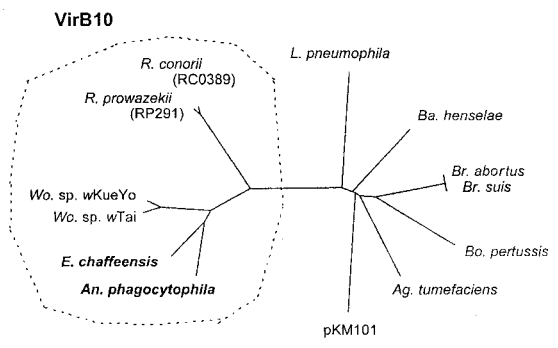 VirB10
R. conorii
(RC0389)
R. prowazekii
(RP291)
L. pneumophila
Ba. henselae
Br. abortus
Br. suis
Wo. sp. wKueYo
Wo. sp. wTai
E. chaffeensis
An. phagocytophila
Bo. pertussis
Ag. tumefaciens
pKM101